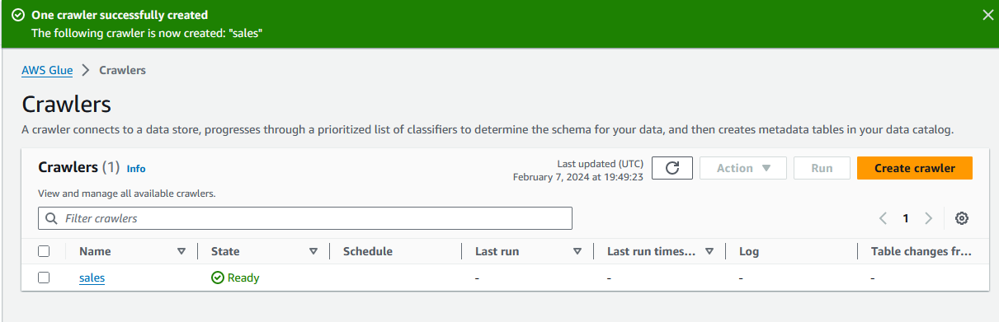 One crawler successfully created
The following crawler is now created: "sales"
AWS Glue > Crawlers
Crawlers
A crawler connects to a data store, progresses through a prioritized list of classifiers to determine the schema for your data, and then creates metadata tables in your data catalog.
Crawlers (1) Info
Last updated (UTC)
February 7, 2024 at 19:49:23
Action
Run
Create crawler
View and manage all available crawlers.
Filter crawlers
1
Name State Schedule Last run Last run times... Log Table changes fr...
sales Ready - - - -